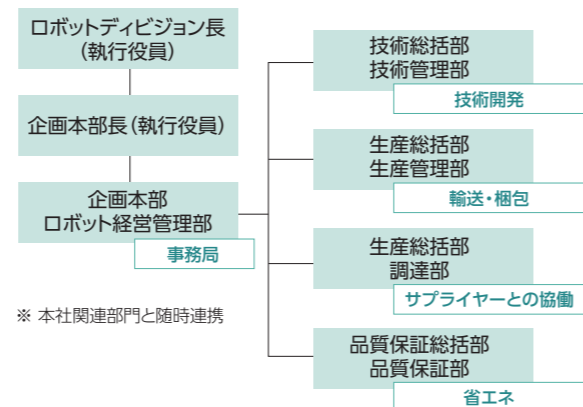 ロボットディビジョン長
(執行役員)
企画本部長(執行役員)
企画本部
ロボット経営管理部
事務局
※ 本社関連部門と随時連携
技術総括部
技術管理部
技術開発
生産総括部
生産管理部
輸送・梱包
生産総括部
調達部
サプライヤーとの協働
品質保証総括部
品質保証部
省エネ